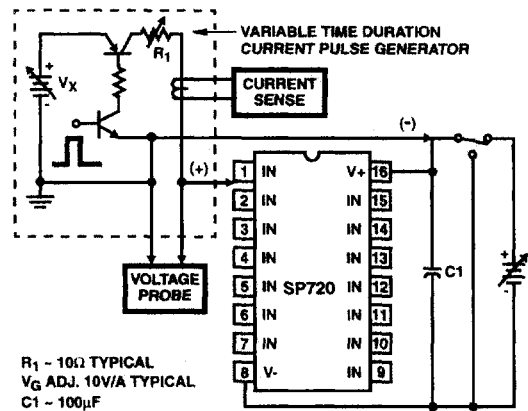 VARIABLE TIME DURATION
CURRENT PULSE GENERATOR
R1
+
VX
-
CURRENT
SENSE
(-)
(+)
1 IN V+ 16
2 IN IN 15
3 IN IN 14
4 IN IN 13
5 IN SP720 IN 12
6 IN IN 11
7 IN IN 10
8 V- IN 9
VOLTAGE
PROBE
C1
+
-
R1 ~ 10Ω TYPICAL
VG ADJ. 10V/A TYPICAL
C1 ~ 100μF